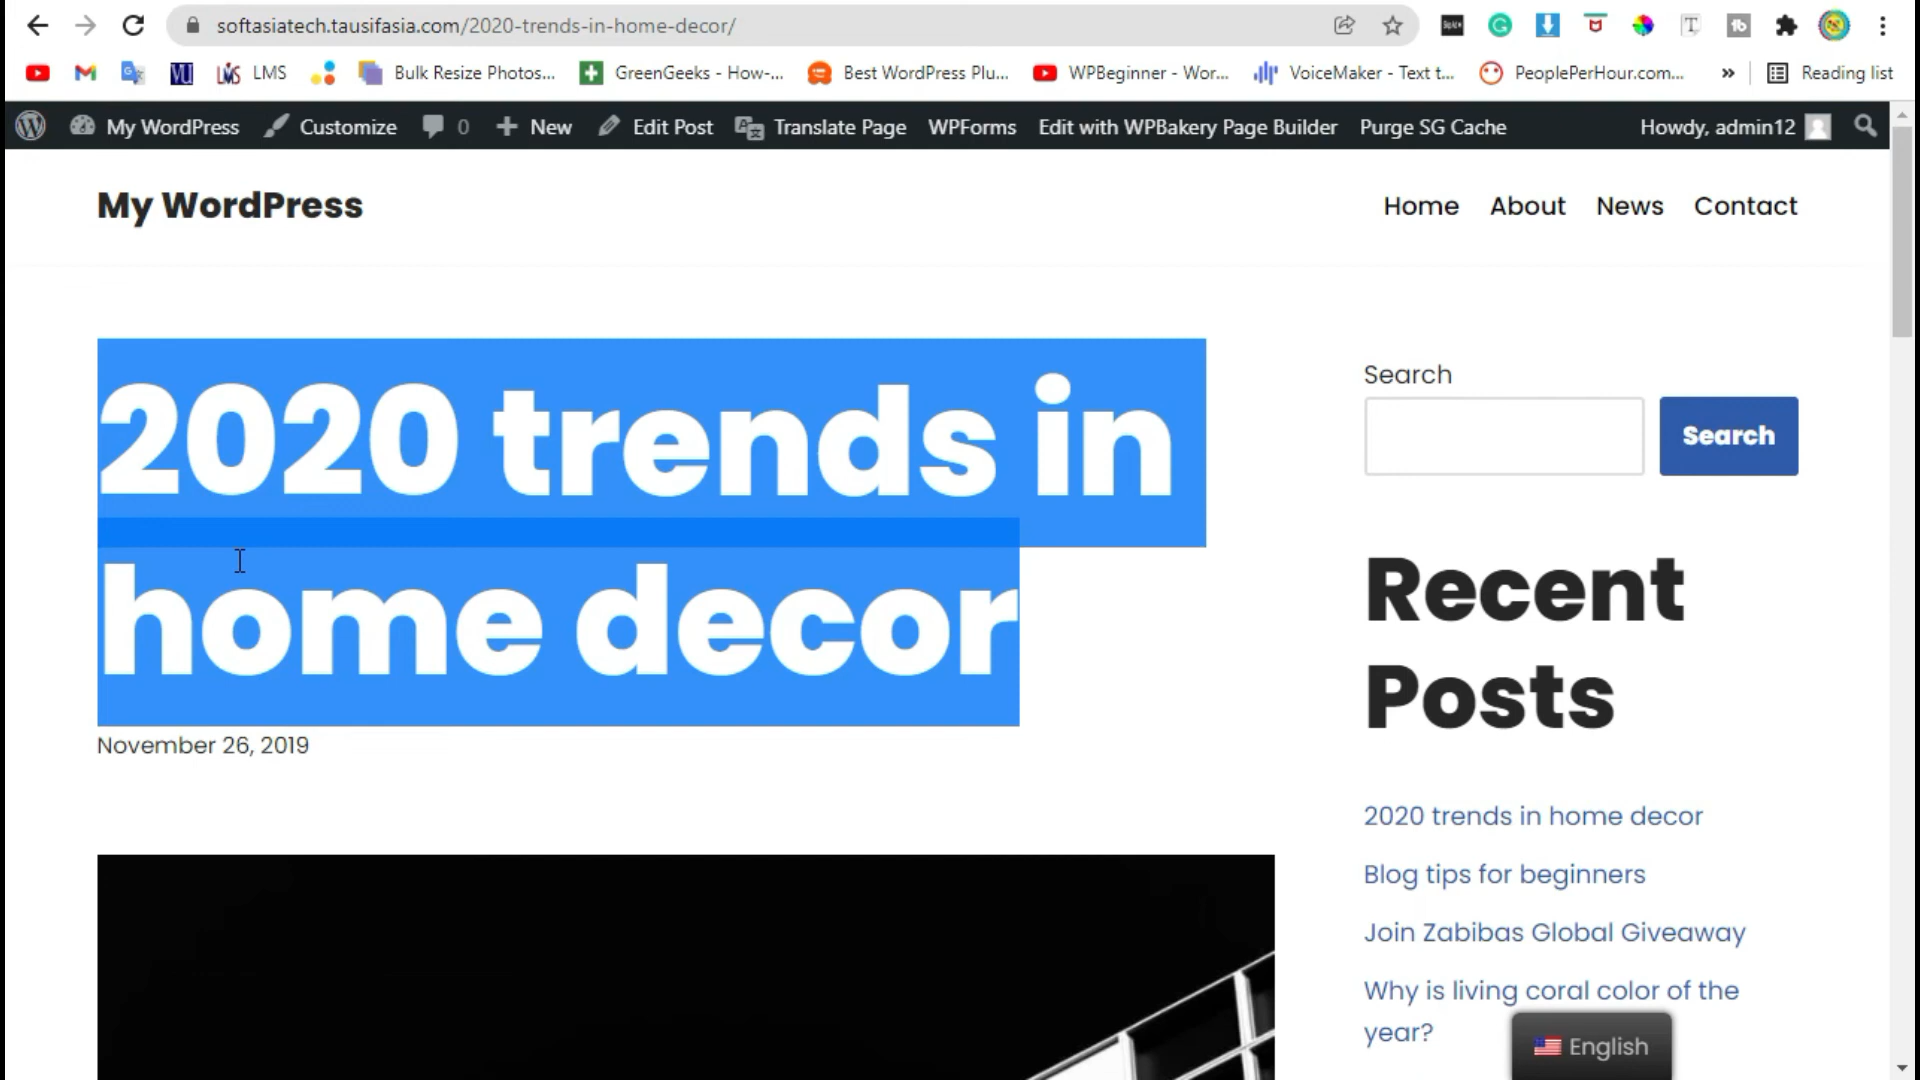 softasiatech.tausifasia.com/2020-trends-in-home-decor/
LMS Bulk Resize Photos... GreenGeeks - How-... Best WordPress Plu... WPBeginner - Wor... VoiceMaker - Text t... PeoplePerHour.com... » Reading list
My WordPress Customize 0 New Edit Post Translate Page WPForms Edit with WPBakery Page Builder Purge SG Cache Howdy, admin12
My WordPress Home About News Contact
2020 trends in
home decor
November 26, 2019
Search
Search
Recent
Posts
2020 trends in home decor
Blog tips for beginners
Join Zabibas Global Giveaway
Why is living coral color of the
year?
English